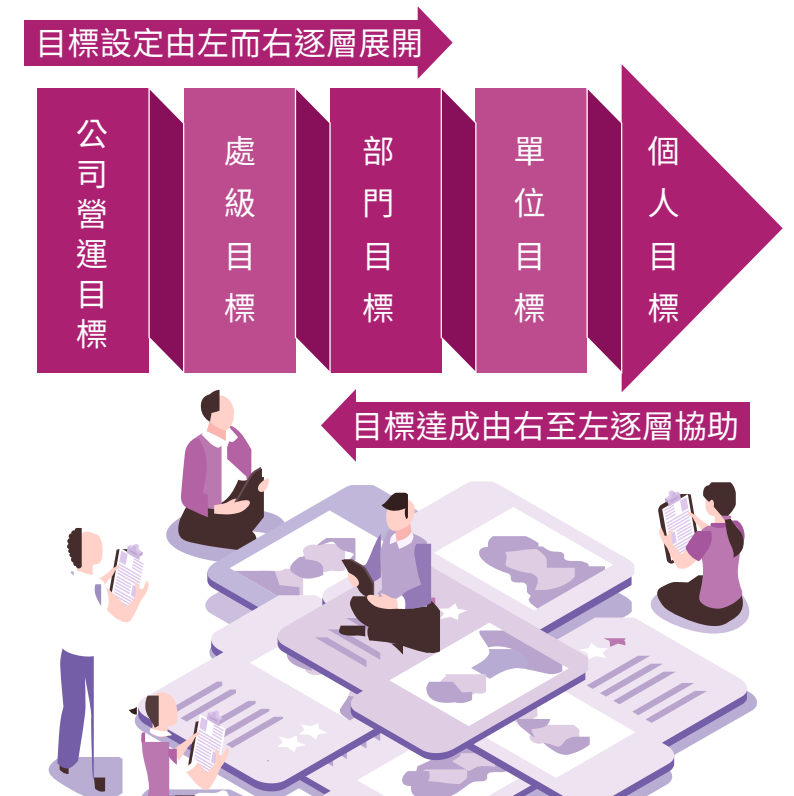 目標設定由左而右逐層展開
公司營運目標
處級目標
部門目標
單位目標
個人目標
目標達成由右至左逐層協助